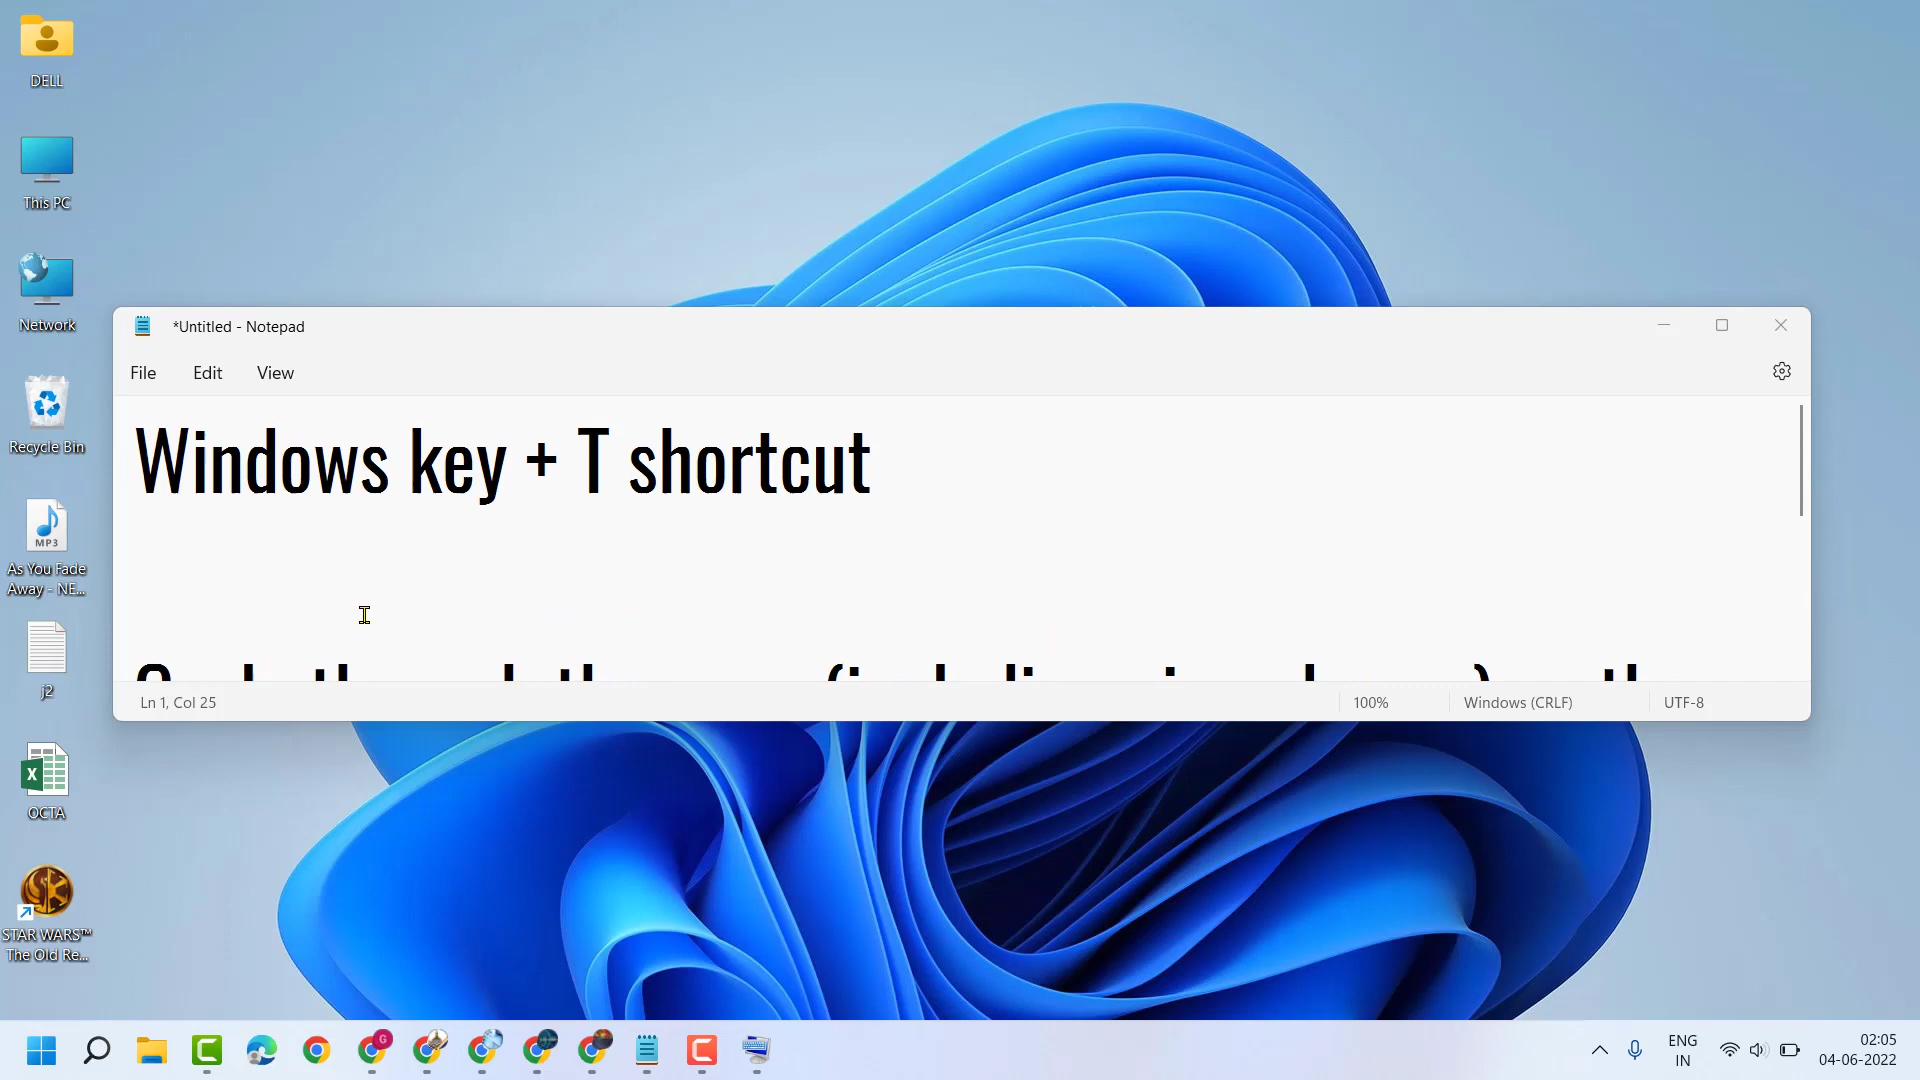 DELL
This PC
Network
Recycle Bin
MP3
As You Fade
Away - NE...
j2
OCTA
STAR WARS™
The Old Re...
*Untitled - Notepad
File Edit View
Windows key + T shortcut
Ln 1, Col 25
100%
Windows (CRLF)
UTF-8
G
ENG
IN
02:05
04-06-2022